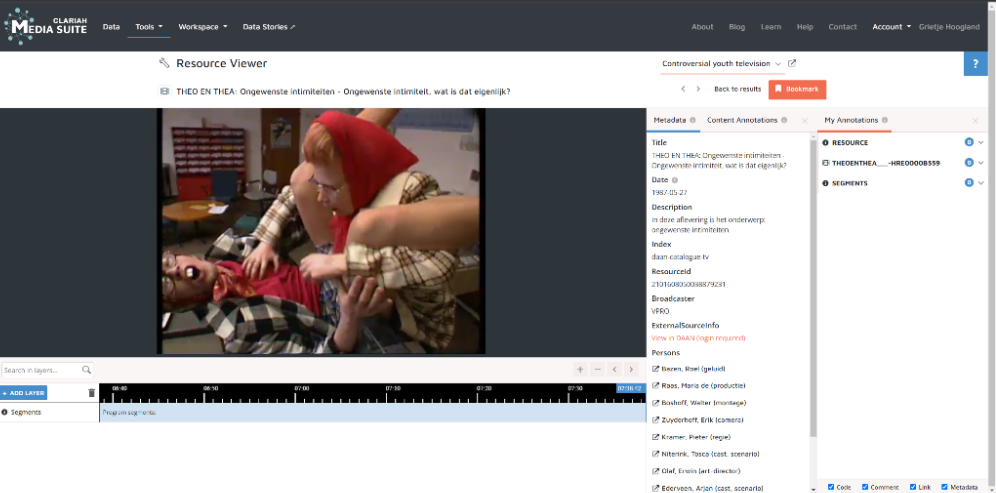 CLARIAH
MEDIA SUITE
Data
Tools
Workspace
Data Stories
About
Blog
Learn
Help
Contact
Account
Grietje Hoogland
Resource Viewer
Controversial youth television
?
THEO EN THEA: Ongewenste intimiteiten - Ongewenste intimiteit, wat is dat eigenlijk?
Back to results
Bookmark
Metadata
Content Annotations
My Annotations
Title
THEO EN THEA: Ongewenste intimiteiten -
Ongewenste intimiteit, wat is dat eigenlijk?
Date
1987-05-27
Description
in deze aflevering is het onderwerp:
ongewenste intimiteiten.
Index
daan-catalogue-tv
ResourceId
2101608050038879231
Broadcaster
VPRO
ExternalSourceInfo
View in DAAN (login required)
Persons
Bazen, Roel (geluid)
Raas, Maria de (productie)
Boshoff, Walter (montage)
Zuyderhoff, Erik (camera)
Kramer, Pieter (regie)
Niterink, Tosca (cast, scenario)
Olaf, Erwin (art-director)
Ederveen, Arjan (cast, scenario)
RESOURCE
0
THEOENTHEA___-HRE0000B559
0
SEGMENTS
0
Search in layers...
+ ADD LAYER
06:40
06:50
07:00
07:10
07:20
07:30
Segments
Program segments
Code
Comment
Link
Metadata